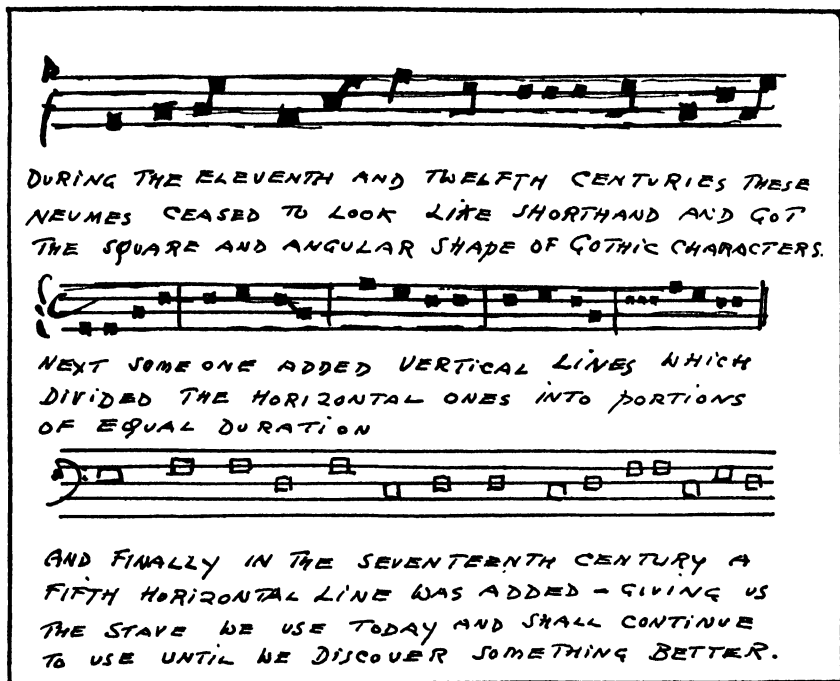 DURING THE ELEVENTH AND TWELFTH CENTURIES THESE
NEUMES CEASED TO LOOK LIKE SHORTHAND AND GOT
THE SQUARE AND ANGULAR SHAPE OF GOTHIC CHARACTERS.
NEXT SOMEONE ADDED VERTICAL LINES WHICH
DIVIDED THE HORIZONTAL ONES INTO PORTIONS
OF EQUAL DURATION
AND FINALLY IN THE SEVENTEENTH CENTURY A
FIFTH HORIZONTAL LINE WAS ADDED – GIVING US
THE STAVE WE USE TODAY AND SHALL CONTINUE
TO USE UNTIL WE DISCOVER SOMETHING BETTER.